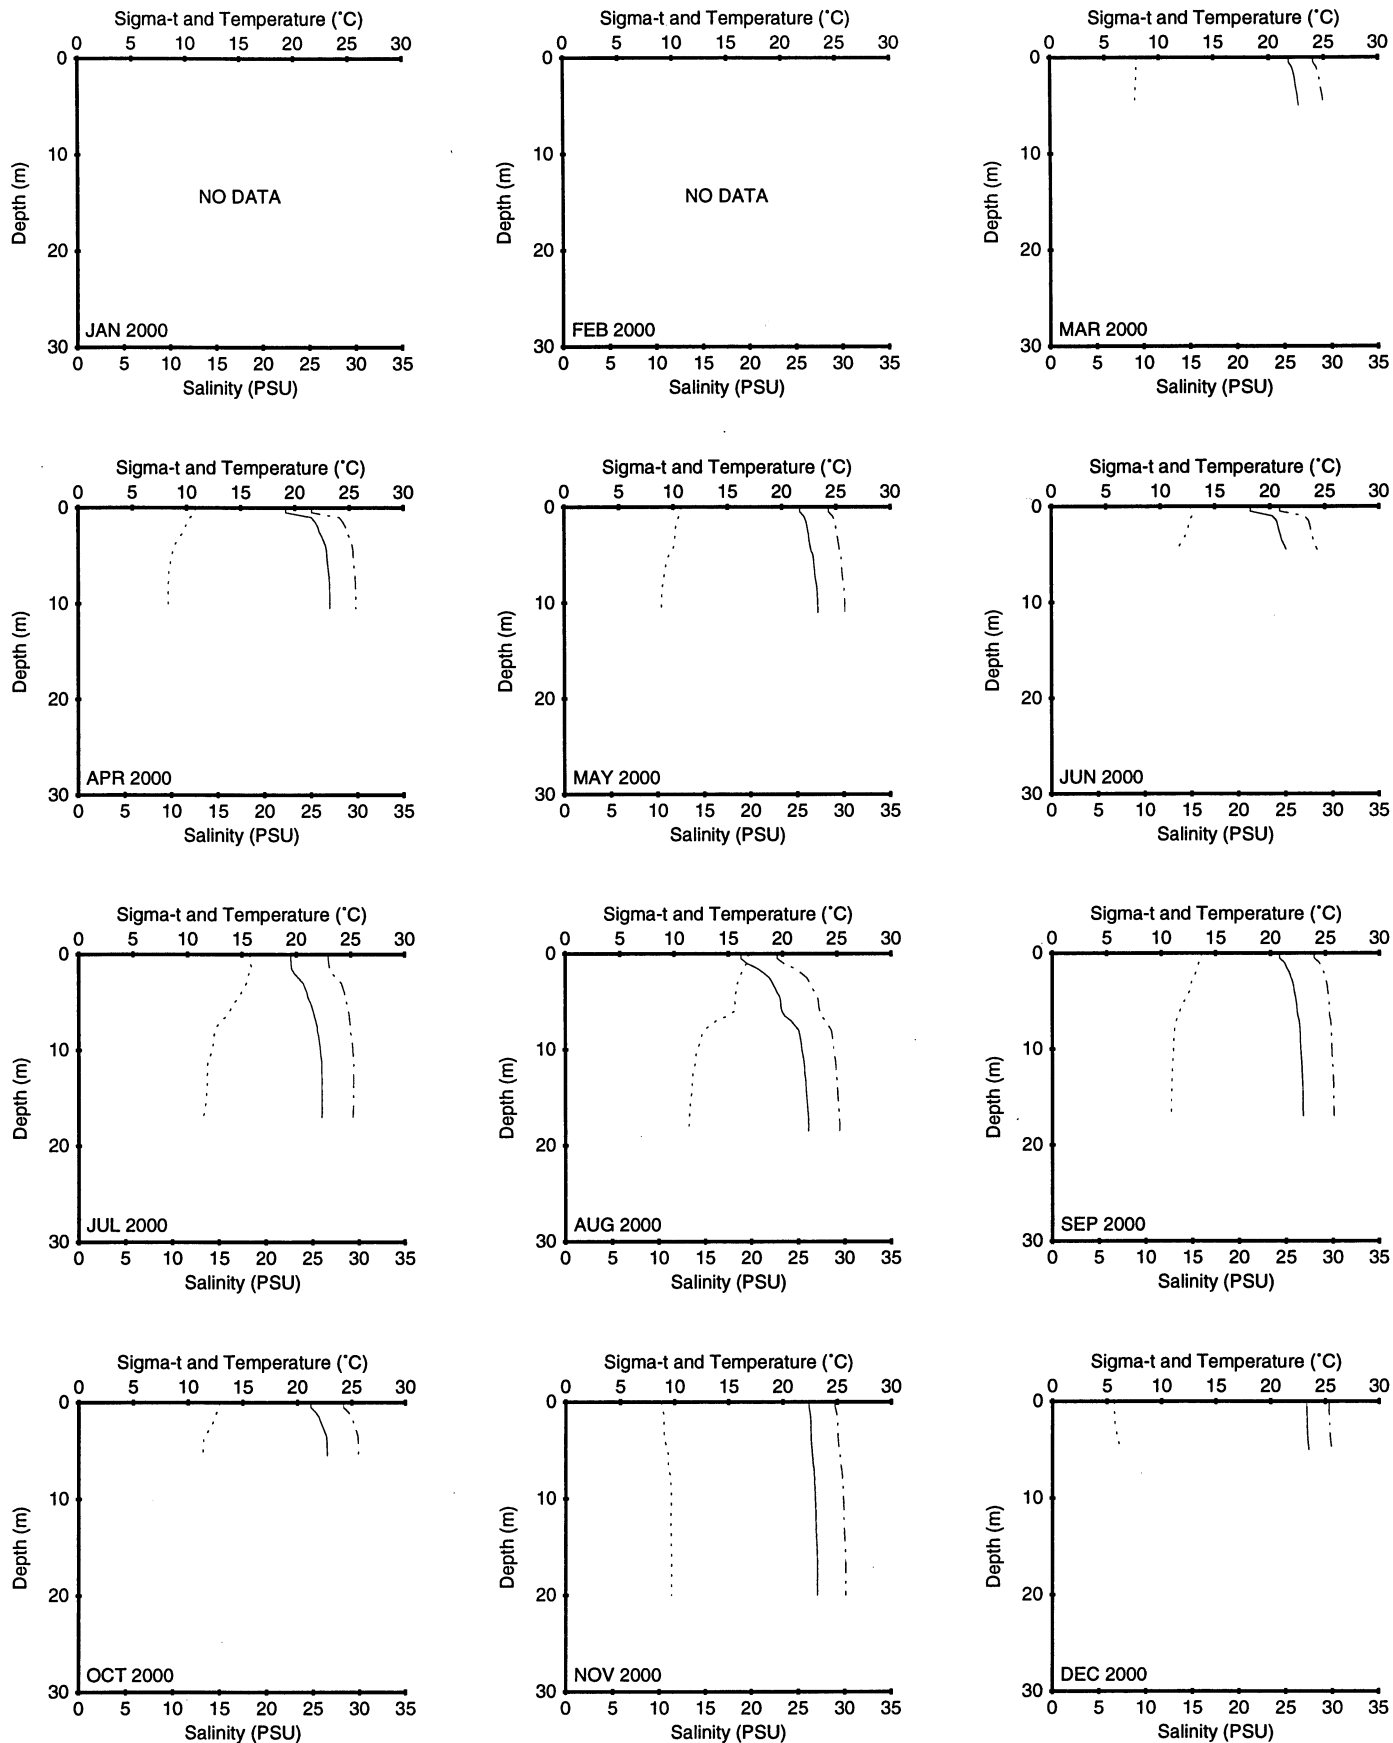 Sigma-t and Temperature (˚C)
0 5 10 15 20 25 30
0
10
20
30
Depth (m)
NO DATA
JAN 2000
0 5 10 15 20 25 30 35
Salinity (PSU)
Sigma-t and Temperature (˚C)
0 5 10 15 20 25 30
0
10
20
30
Depth (m)
NO DATA
FEB 2000
0 5 10 15 20 25 30 35
Salinity (PSU)
Sigma-t and Temperature (˚C)
0 5 10 15 20 25 30
0
10
20
30
Depth (m)
MAR 2000
0 5 10 15 20 25 30 35
Salinity (PSU)
Sigma-t and Temperature (˚C)
0 5 10 15 20 25 30
0
10
20
30
Depth (m)
APR 2000
0 5 10 15 20 25 30 35
Salinity (PSU)
Sigma-t and Temperature (˚C)
0 5 10 15 20 25 30
0
10
20
30
Depth (m)
MAY 2000
0 5 10 15 20 25 30 35
Salinity (PSU)
Sigma-t and Temperature (˚C)
0 5 10 15 20 25 30
0
10
20
30
Depth (m)
JUN 2000
0 5 10 15 20 25 30 35
Salinity (PSU)
Sigma-t and Temperature (˚C)
0 5 10 15 20 25 30
0
10
20
30
Depth (m)
JUL 2000
0 5 10 15 20 25 30 35
Salinity (PSU)
Sigma-t and Temperature (˚C)
0 5 10 15 20 25 30
0
10
20
30
Depth (m)
AUG 2000
0 5 10 15 20 25 30 35
Salinity (PSU)
Sigma-t and Temperature (˚C)
0 5 10 15 20 25 30
0
10
20
30
Depth (m)
SEP 2000
0 5 10 15 20 25 30 35
Salinity (PSU)
Sigma-t and Temperature (˚C)
0 5 10 15 20 25 30
0
10
20
30
Depth (m)
OCT 2000
0 5 10 15 20 25 30 35
Salinity (PSU)
Sigma-t and Temperature (˚C)
0 5 10 15 20 25 30
0
10
20
30
Depth (m)
NOV 2000
0 5 10 15 20 25 30 35
Salinity (PSU)
Sigma-t and Temperature (˚C)
0 5 10 15 20 25 30
0
10
20
30
Depth (m)
DEC 2000
0 5 10 15 20 25 30 35
Salinity (PSU)